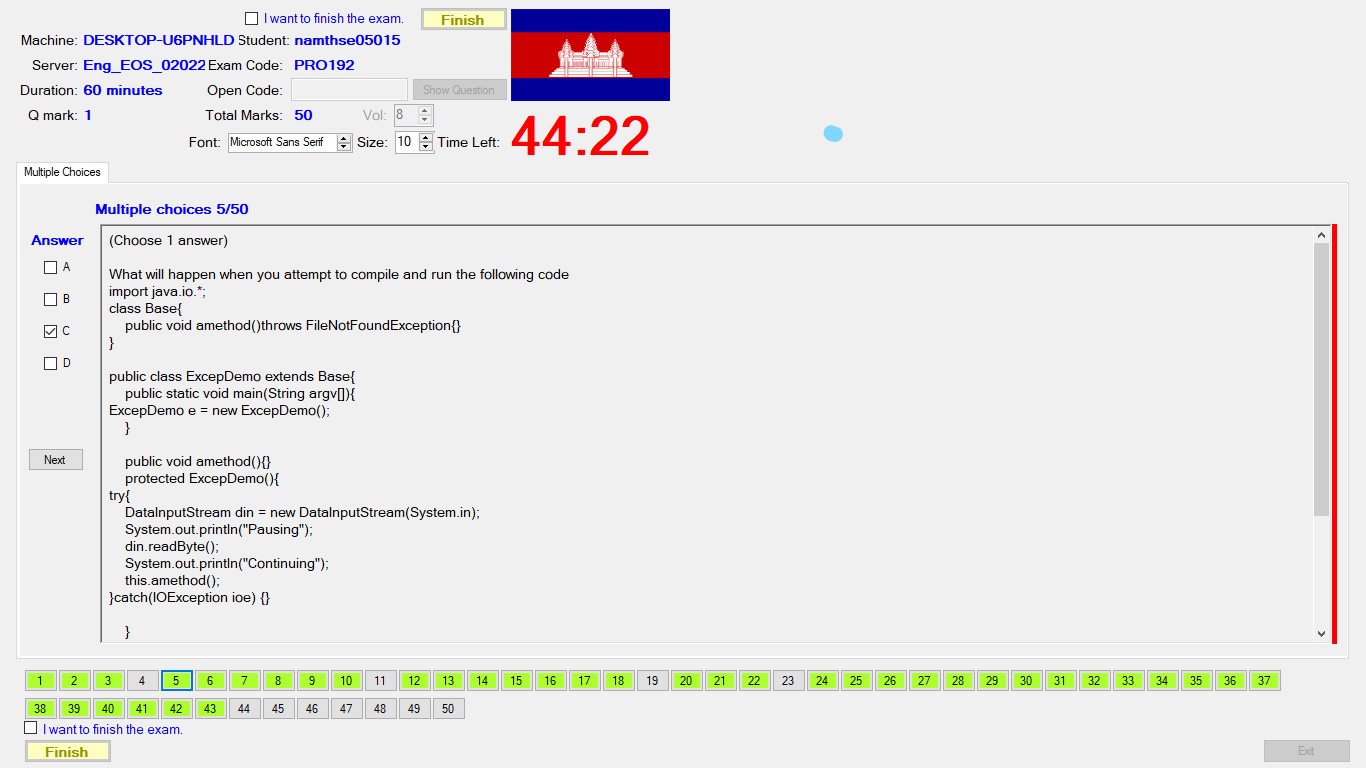 I want to finish the exam. Finish
Machine: DESKTOP-U6PNHLD Student: namthse05015
Server: Eng_EOS_02022 Exam Code: PRO192
Duration: 60 minutes Open Code: Show Question
Q mark: 1 Total Marks: 50 Vol: 8
Font: Microsoft Sans Serif Size: 10 Time Left: 44:22
Multiple Choices
Multiple choices 5/50
Answer
A
B
C
D
Next
(Choose 1 answer)
What will happen when you attempt to compile and run the following code
import java.io.*;
class Base{
public void amethod()throws FileNotFoundException{}
}
public class ExcepDemo extends Base{
public static void main(String argv[]){
ExcepDemo e = new ExcepDemo();
}
public void amethod(){}
protected ExcepDemo(){
try{
DataInputStream din = new DataInputStream(System.in);
System.out.println("Pausing");
din.readByte();
System.out.println("Continuing");
this.amethod();
}catch(IOException ioe) {}
}
1 2 3 4 5 6 7 8 9 10 11 12 13 14 15 16 17 18 19 20 21 22 23 24 25 26 27 28 29 30 31 32 33 34 35 36 37
38 39 40 41 42 43 44 45 46 47 48 49 50
I want to finish the exam.
Finish Exit